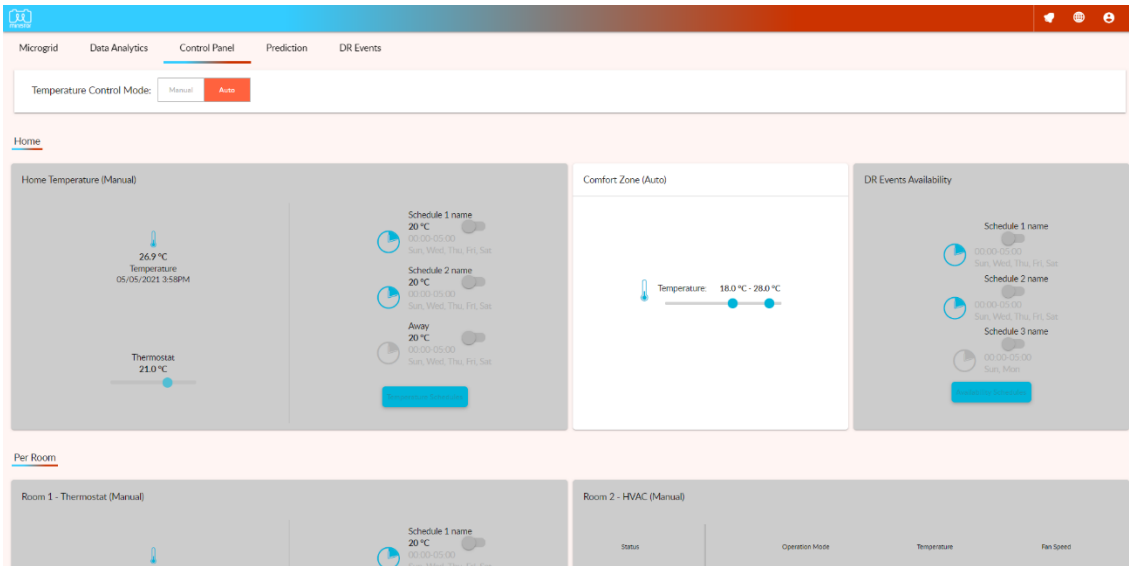 Microgrid Data Analytics Control Panel Prediction DR Events
Temperature Control Mode: Manual Auto
Home
Home Temperature (Manual)
26.9 °C
Temperature
05/05/2021 3:58PM
Thermostat
21.0 °C
Schedule 1 name
20 °C
00:00-05:00
Sun, Wed, Thu, Fri, Sat
Schedule 2 name
20 °C
00:00-05:00
Sun, Wed, Thu, Fri, Sat
Away
20 °C
00:00-05:00
Sun, Wed, Thu, Fri, Sat
Temperature Scheduler
Comfort Zone (Auto)
Temperature: 18.0 °C - 28.0 °C
DR Events Availability
Schedule 1 name
00:00-05:00
Sun, Wed, Thu, Fri, Sat
Schedule 2 name
00:00-05:00
Sun, Wed, Thu, Fri, Sat
Schedule 3 name
00:00-05:00
Sun, Mon
Per Room
Room 1 - Thermostat (Manual)
Schedule 1 name
20 °C
00:00-05:00
Room 2 - HVAC (Manual)
Status Operation Mode Temperature Fan Speed